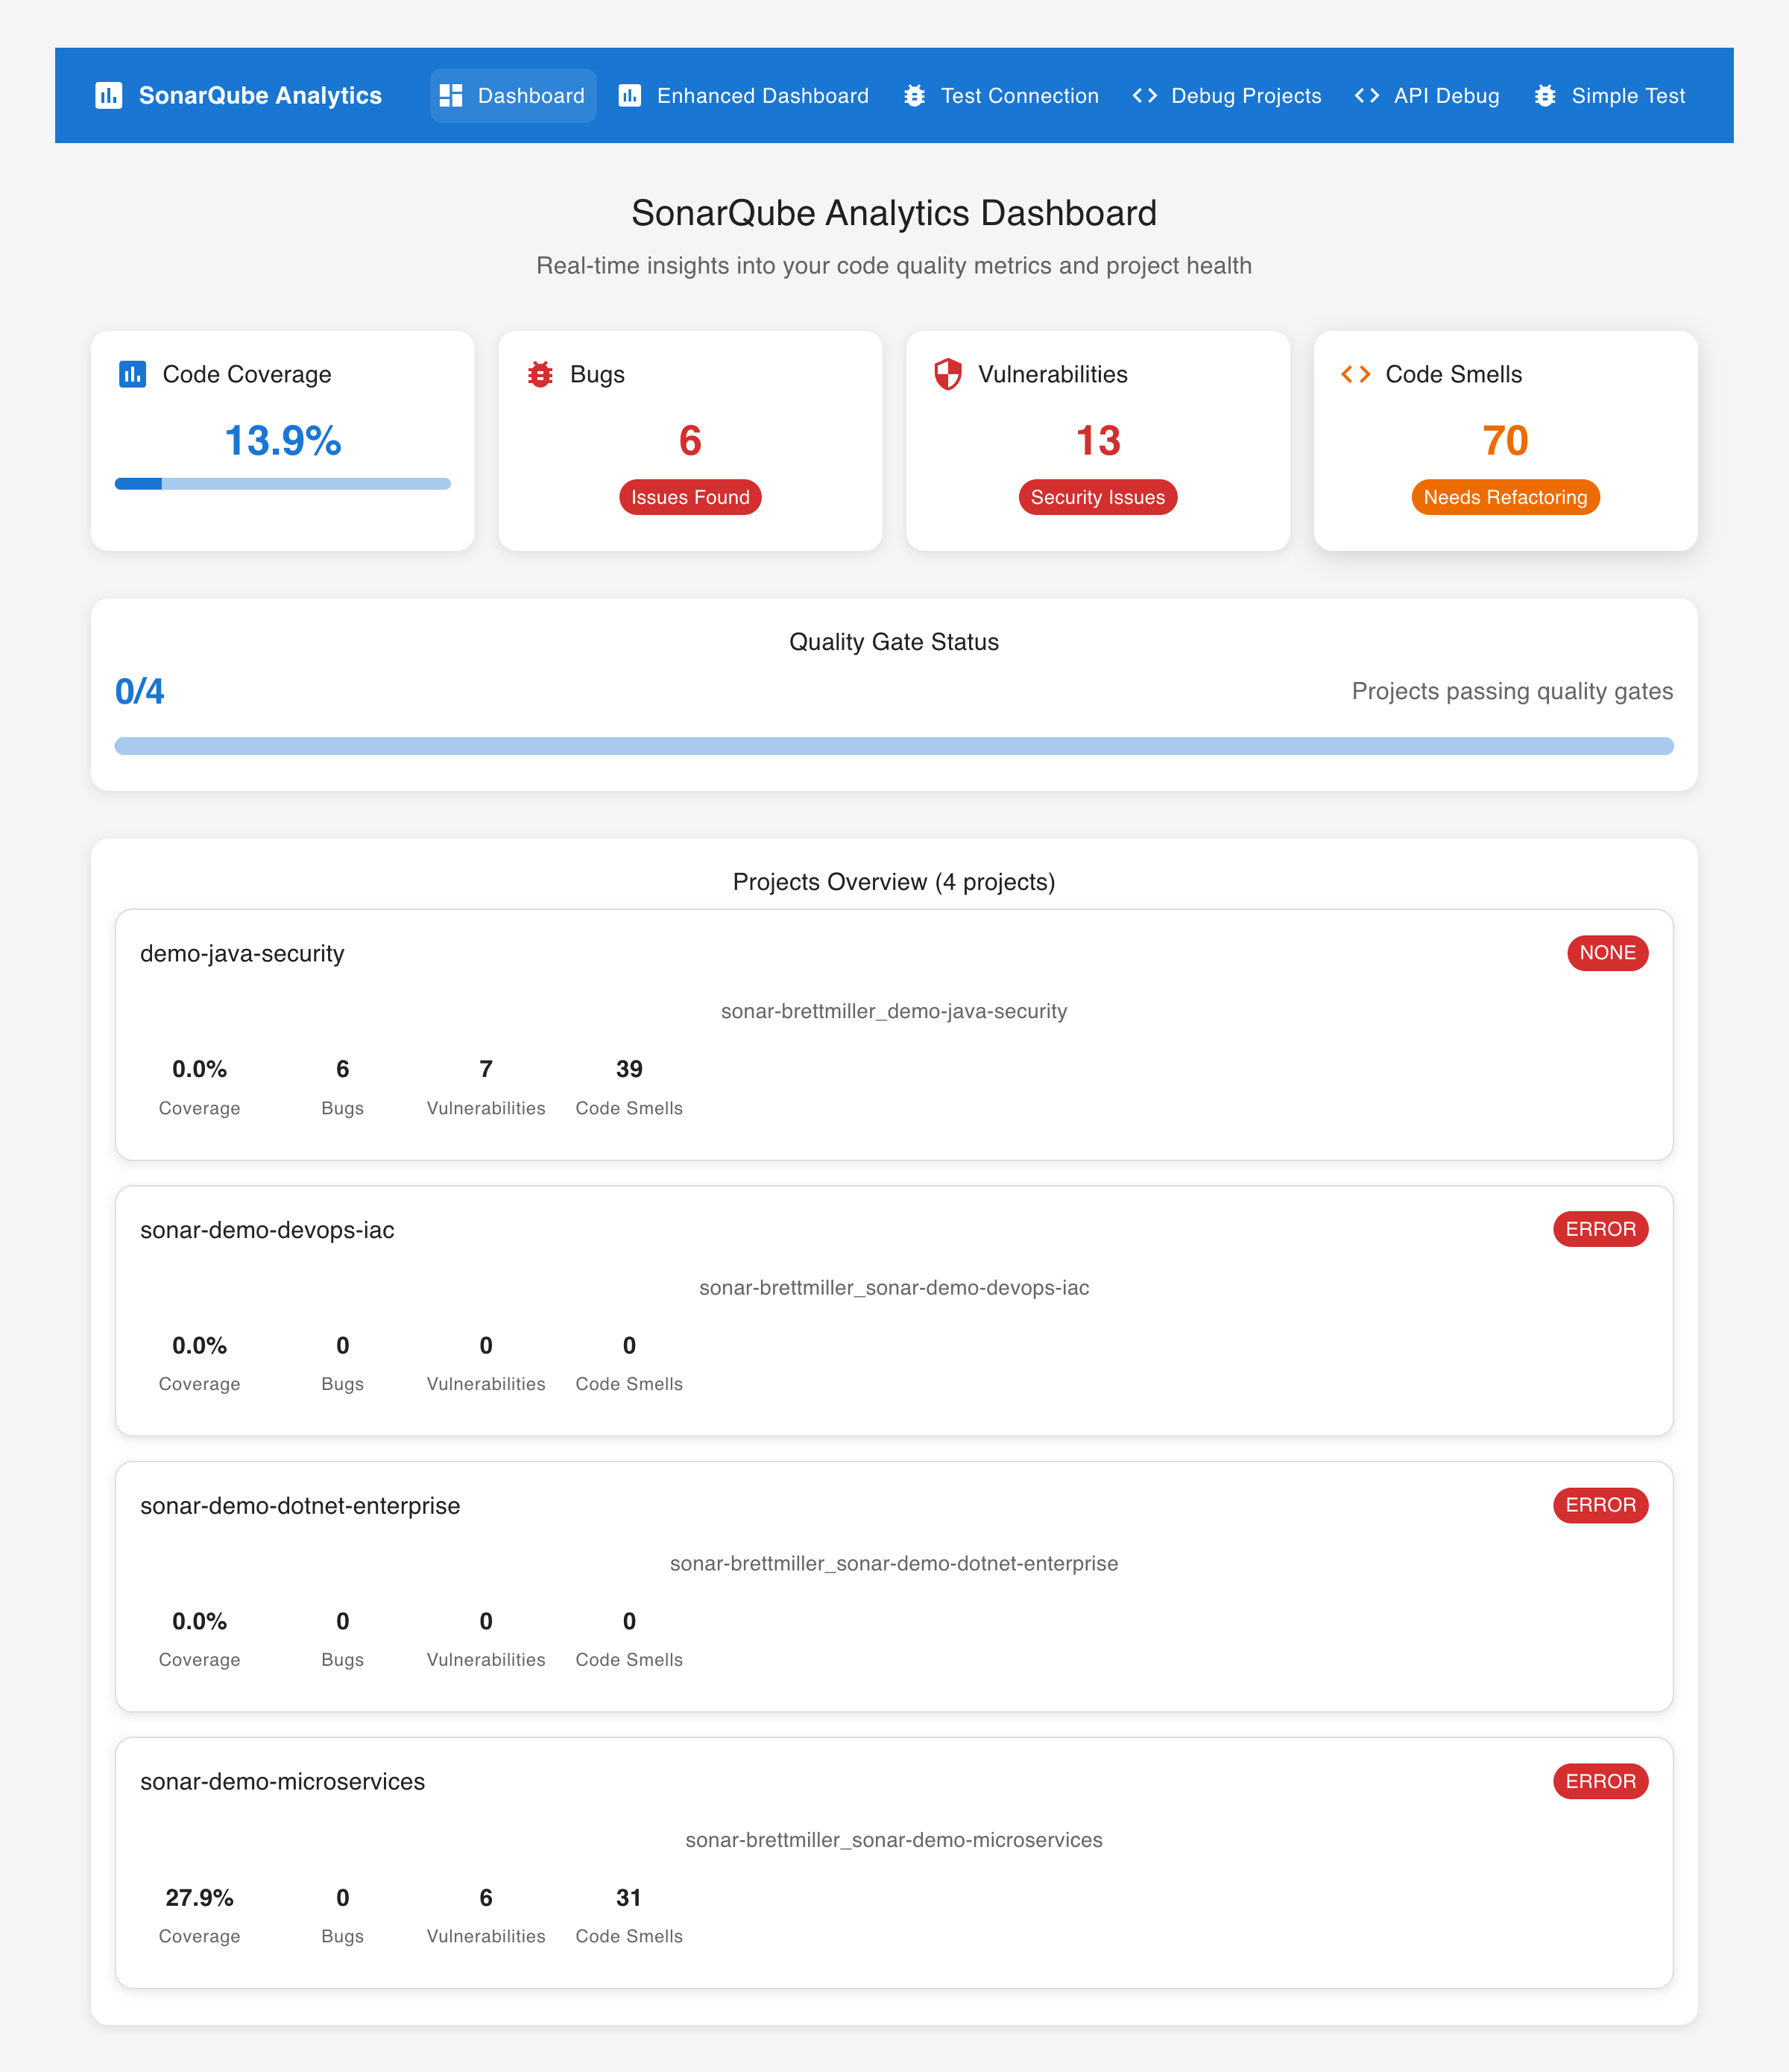 SonarQube Analytics Dashboard Enhanced Dashboard Test Connection Debug Projects API Debug Simple Test
SonarQube Analytics Dashboard
Real-time insights into your code quality metrics and project health
Code Coverage
13.9%
Bugs
6
Issues Found
Vulnerabilities
13
Security Issues
Code Smells
70
Needs Refactoring
Quality Gate Status
0/4 Projects passing quality gates
Projects Overview (4 projects)
demo-java-security NONE
sonar-brettmiller_demo-java-security
0.0% 6 7 39
Coverage Bugs Vulnerabilities Code Smells
sonar-demo-devops-iac ERROR
sonar-brettmiller_sonar-demo-devops-iac
0.0% 0 0 0
Coverage Bugs Vulnerabilities Code Smells
sonar-demo-dotnet-enterprise ERROR
sonar-brettmiller_sonar-demo-dotnet-enterprise
0.0% 0 0 0
Coverage Bugs Vulnerabilities Code Smells
sonar-demo-microservices ERROR
sonar-brettmiller_sonar-demo-microservices
27.9% 0 6 31
Coverage Bugs Vulnerabilities Code Smells